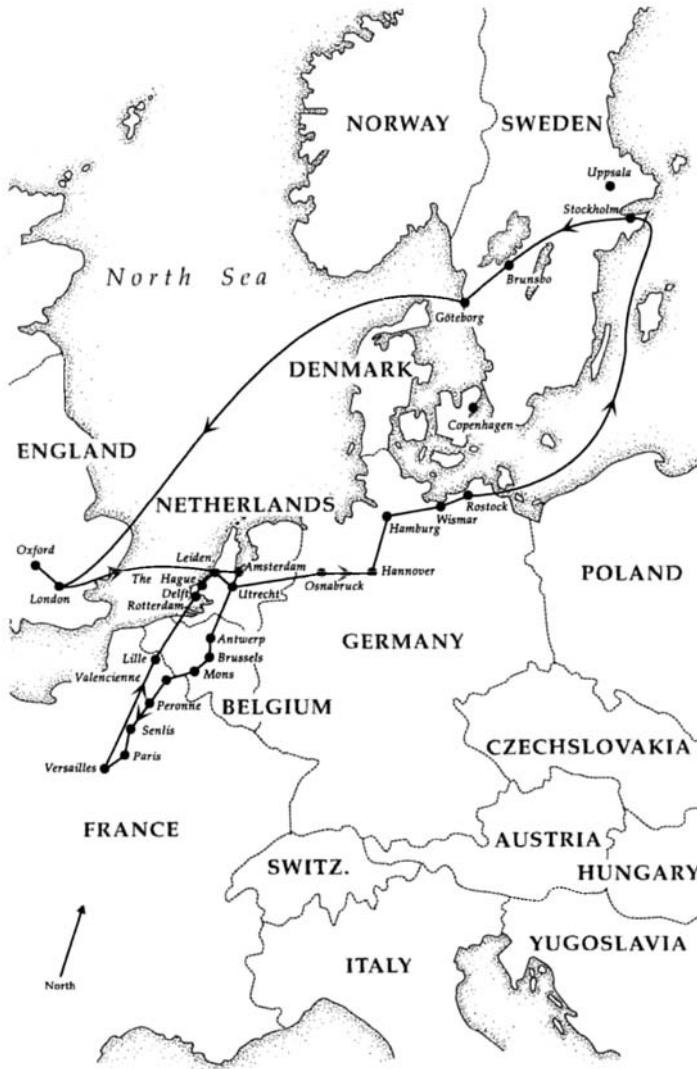 NORWAY
SWEDEN
Uppsala
Stockholm
North Sea
Brunsbo
Göteborg
DENMARK
Copenhagen
ENGLAND
NETHERLANDS
Rostock
Wismar
Hamburg
Oxford
Leiden
Amsterdam
The Hague
Hannover
London
Delft
Utrecht
Osnabruck
POLAND
Rotterdam
Antwerp
GERMANY
Lille
Brussels
Valencienne
Mons
Peronne
BELGIUM
Senlis
CZECHSLOVAKIA
Versailles
Paris
FRANCE
AUSTRIA
SWITZ.
HUNGARY
YUGOSLAVIA
ITALY
North